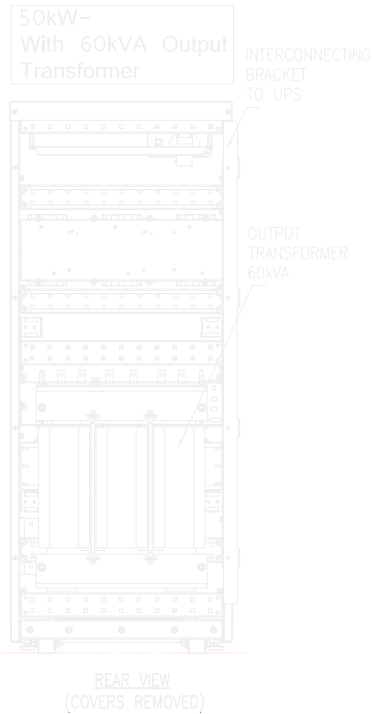 50kW-
With 60kVA Output
Transformer
INTERCONNECTING
BRACKET
TO UPS
OUTPUT
TRANSFORMER
60kVA
REAR VIEW
(COVERS REMOVED)